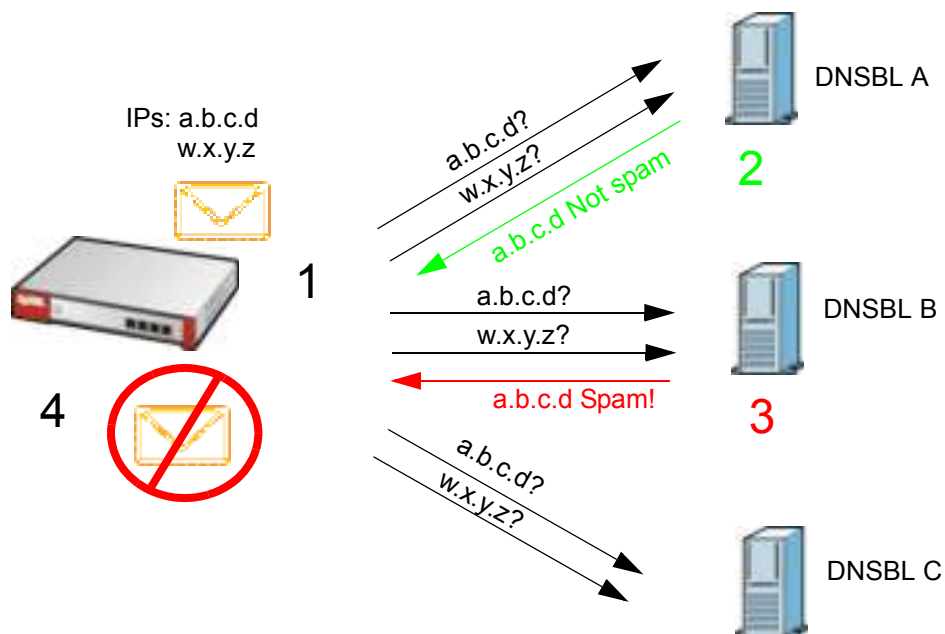 IPs: a.b.c.d
w.x.y.z
1
a.b.c.d?
w.x.y.z?
a.b.c.d Not spam
DNSBL A
2
a.b.c.d?
w.x.y.z?
a.b.c.d Spam!
DNSBL B
3
4
a.b.c.d?
w.x.y.z?
DNSBL C